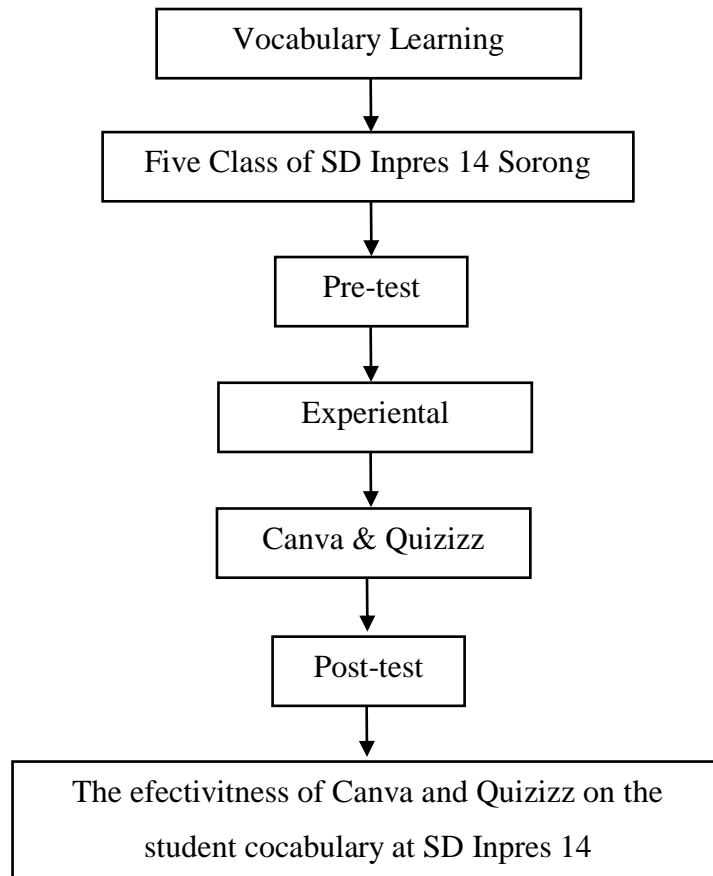 Vocabulary Learning
Five Class of SD Inpres 14 Sorong
Pre-test
Experiental
Canva & Quizizz
Post-test
The efectivitness of Canva and Quizizz on the
student cocabulary at SD Inpres 14